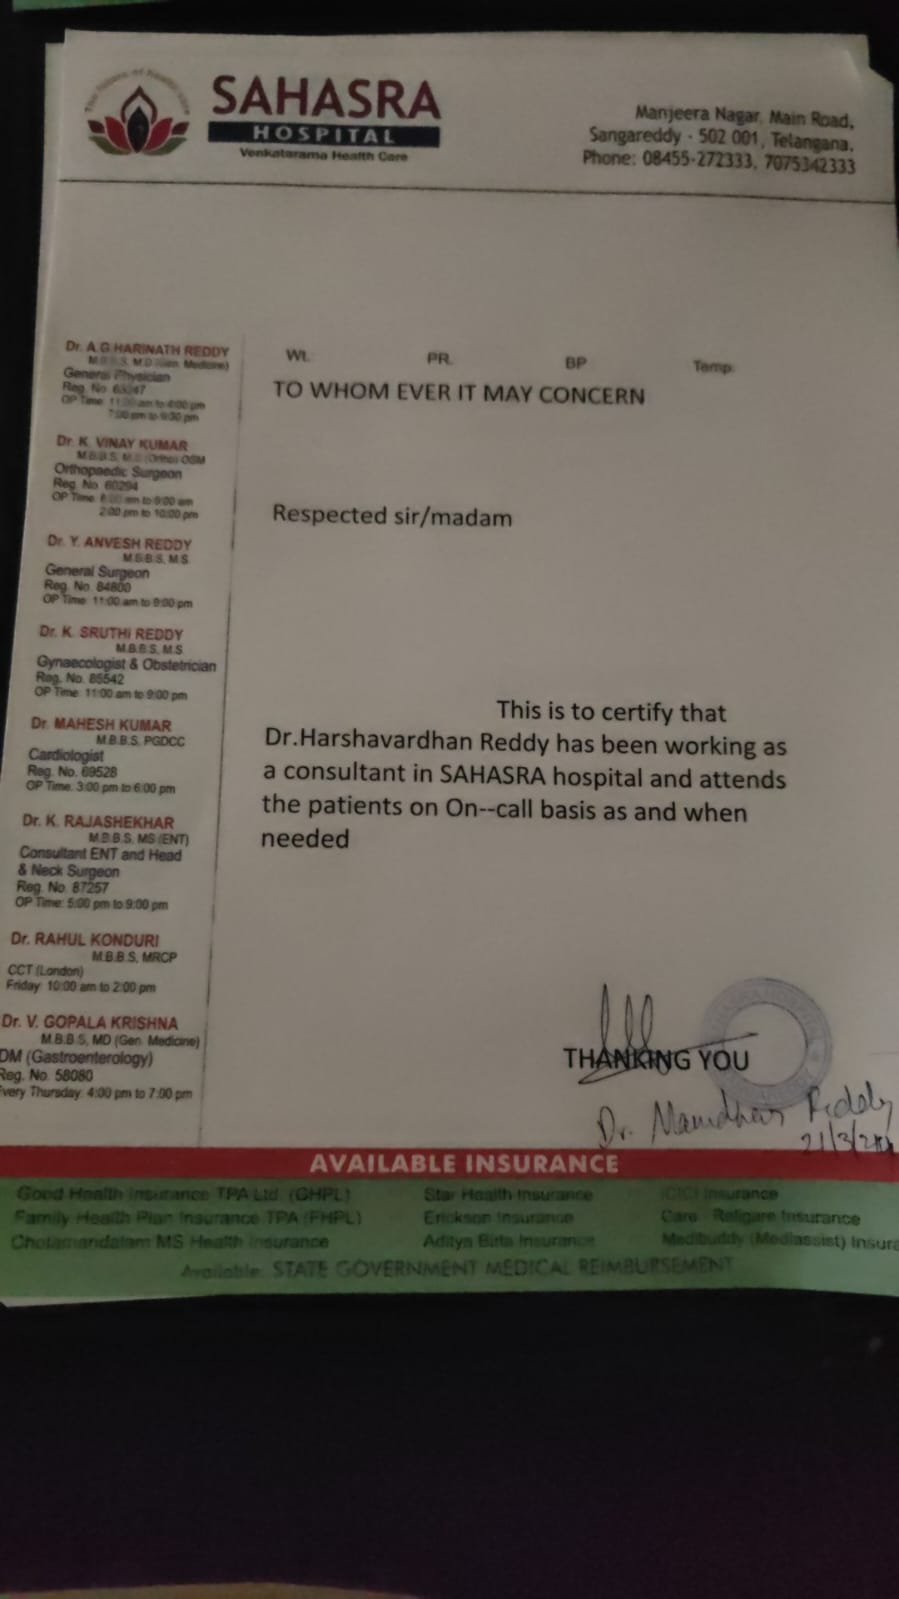 SAHASRA
HOSPITAL
Venkatarama Health Care
Manjeera Nagar, Main Road,
Sangareddy - 502 001, Telangana,
Phone: 08455-272333, 7075342333
Dr. A.G HARINATH REDDY
M.B.B.S, M.D (Gen. Medicine)
General Physician
Reg. No.
OP Time: 11:00 am to 4:00 pm
7:00 pm to 9:30 pm
Dr. K. VINAY KUMAR
M.B.B.S, M.S (Ortho) OSM
Orthopaedic Surgeon
Reg. No. 60294
OP Time: am to 9:00 am
2:00 pm to 10:00 pm
Dr. Y. ANVESH REDDY
M.B.B.S, M.S
General Surgeon
Reg. No. 84800
OP Time: 11:00 am to 9:00 pm
Dr. K. SRUTHI REDDY
M.B.B.S, M.S
Gynaecologist & Obstetrician
Reg. No. 85542
OP Time: 11:00 am to 9:00 pm
Dr. MAHESH KUMAR
M.B.B.S, PGDCC
Cardiologist
Reg. No. 69528
OP Time: 3:00 pm to 6:00 pm
Dr. K. RAJASHEKHAR
M.B.B.S, MS (ENT)
Consultant ENT and Head
& Neck Surgeon
Reg. No. 87257
OP Time: 5:00 pm to 9:00 pm
Dr. RAHUL KONDURI
M.B.B.S, MRCP
CCT (London)
Friday: 10:00 am to 2:00 pm
Dr. V. GOPALA KRISHNA
M.B.B.S, MD (Gen. Medicine)
DM (Gastroenterology)
Reg. No. 58080
Every Thursday: 4:00 pm to 7:00 pm
Wt. PR. BP Temp:
TO WHOM EVER IT MAY CONCERN
Respected sir/madam
This is to certify that
Dr.Harshavardhan Reddy has been working as
a consultant in SAHASRA hospital and attends
the patients on On--call basis as and when
needed
THANKING YOU
Dr. Reddy
AVAILABLE INSURANCE
Good Health Insurance TPA Ltd. (GHPL) Star Health Insurance ICICI Insurance
Family Health Plan Insurance TPA (FHPL) Erickson Insurance Care - Religare Insurance
Cholamandalam MS Health Insurance Aditya Birla Insurance Medibuddy (Mediassist) Insura
Available: STATE GOVERNMENT MEDICAL REIMBURSEMENT